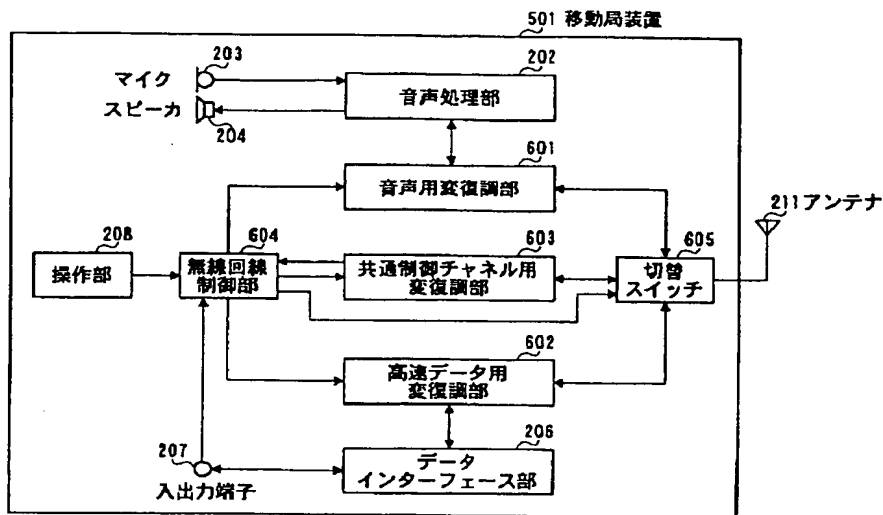 501 移動局装置
203
マイク
スピーカ
204
202
音声処理部
601
音声用変復調部
211 アンテナ
208
操作部
604
無線回線
制御部
603
共通制御チャネル用
変復調部
605
切替
スイッチ
602
高速データ用
変復調部
207
入出力端子
206
データ
インターフェース部